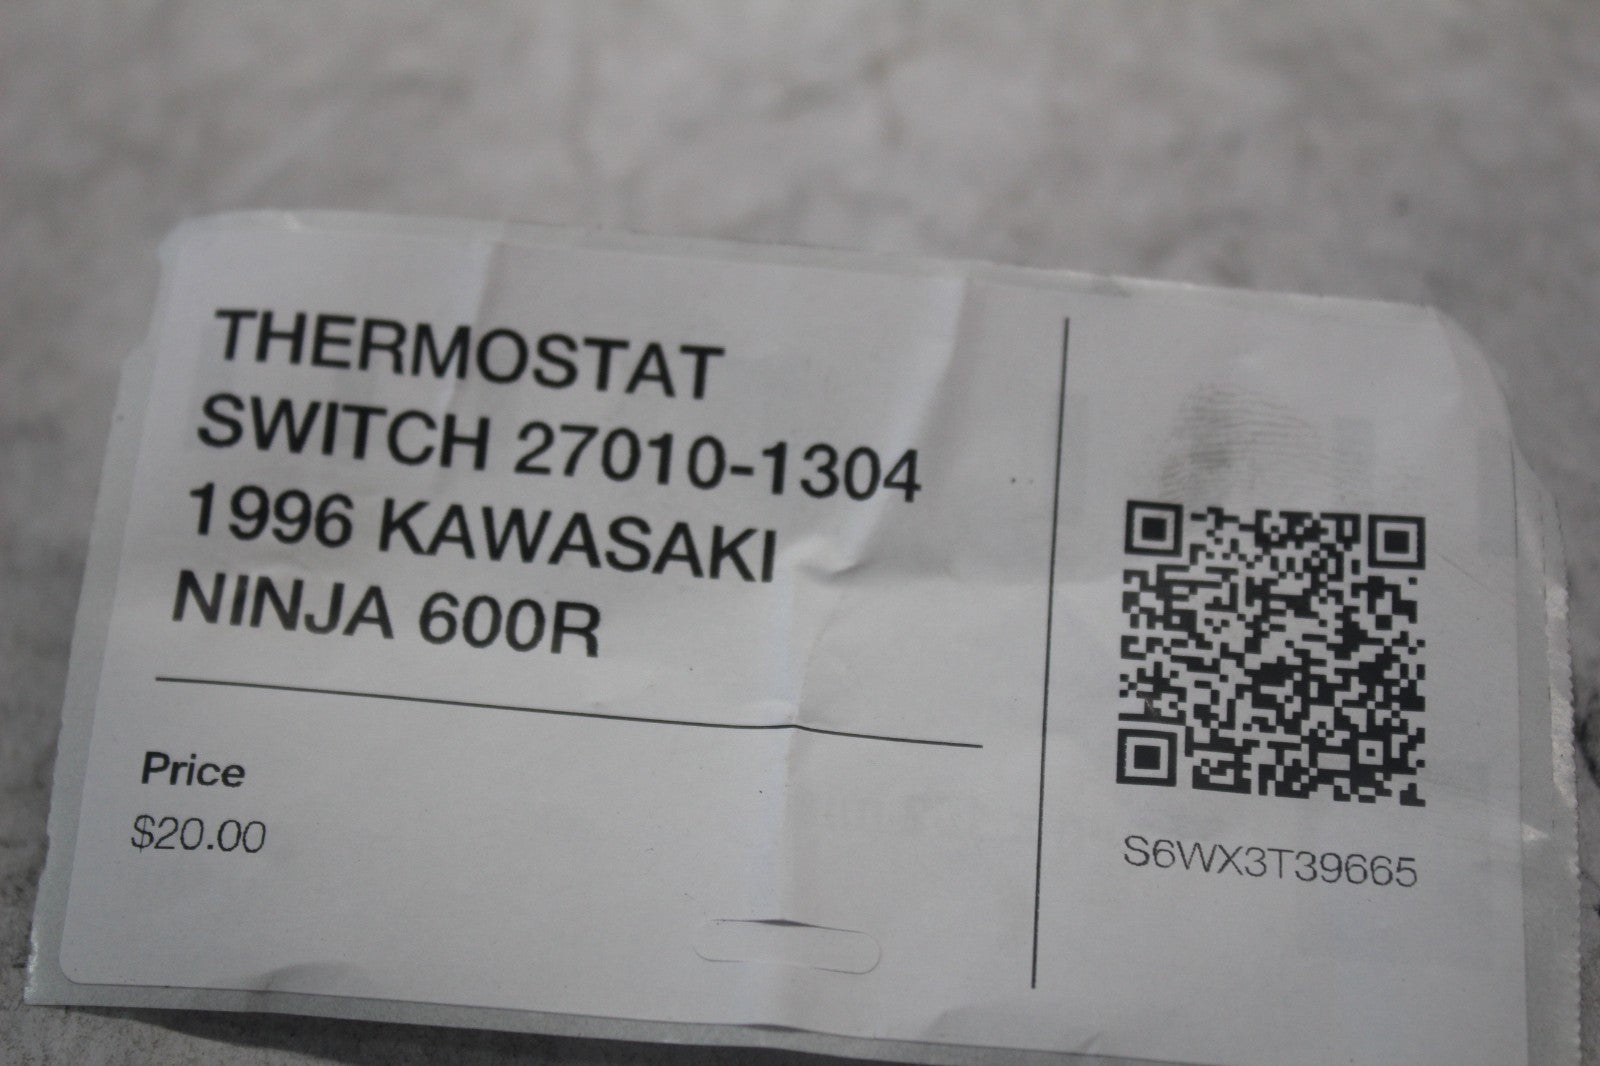 THERMOSTAT
SWITCH 27010-1304
1996 KAWASAKI
NINJA 600R
Price
$20.00
S6WX3T39665